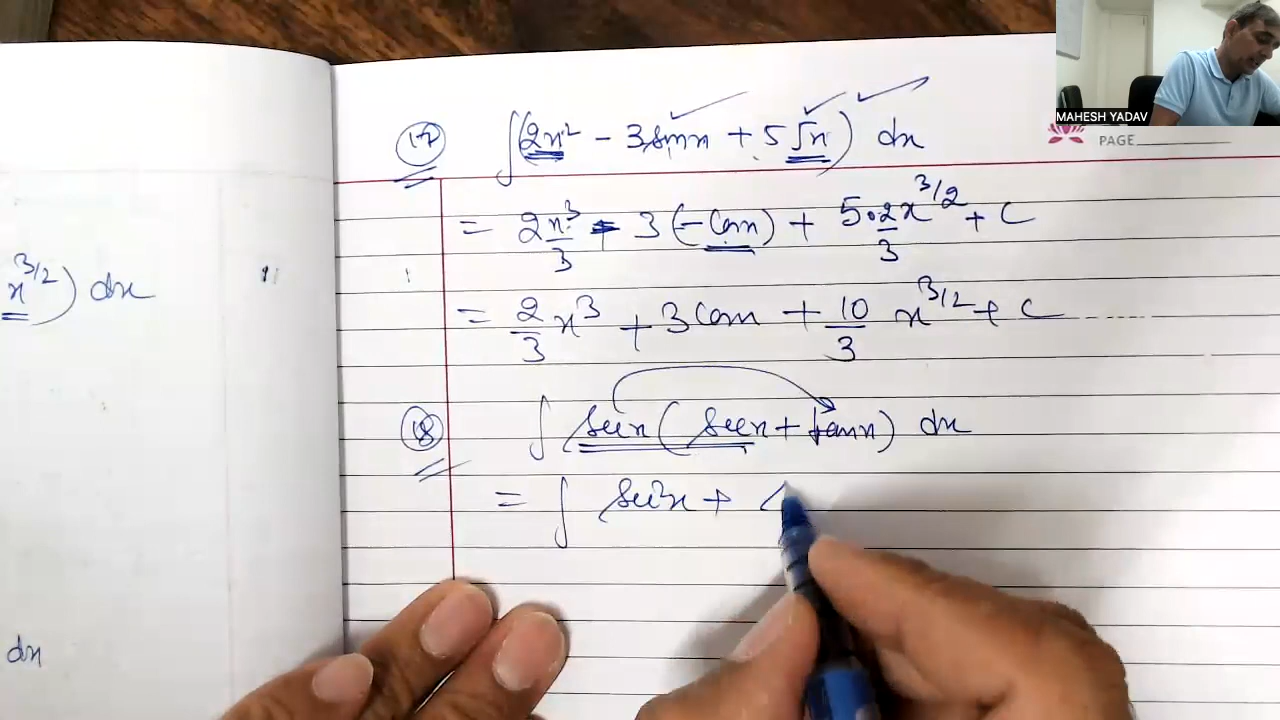 x^{3/2}) dx
dx
MAHESH YADAV
PAGE
(17) ∫(2x² - 3 sin x + 5√x) dx
= 2x³/3 - 3(-cos x) + 5·2/3 x^{3/2} + C
= 2/3 x³ + 3 cos x + 10/3 x^{3/2} + C
(18) ∫ sec x (sec x + tan x) dx
= ∫ sec²x +